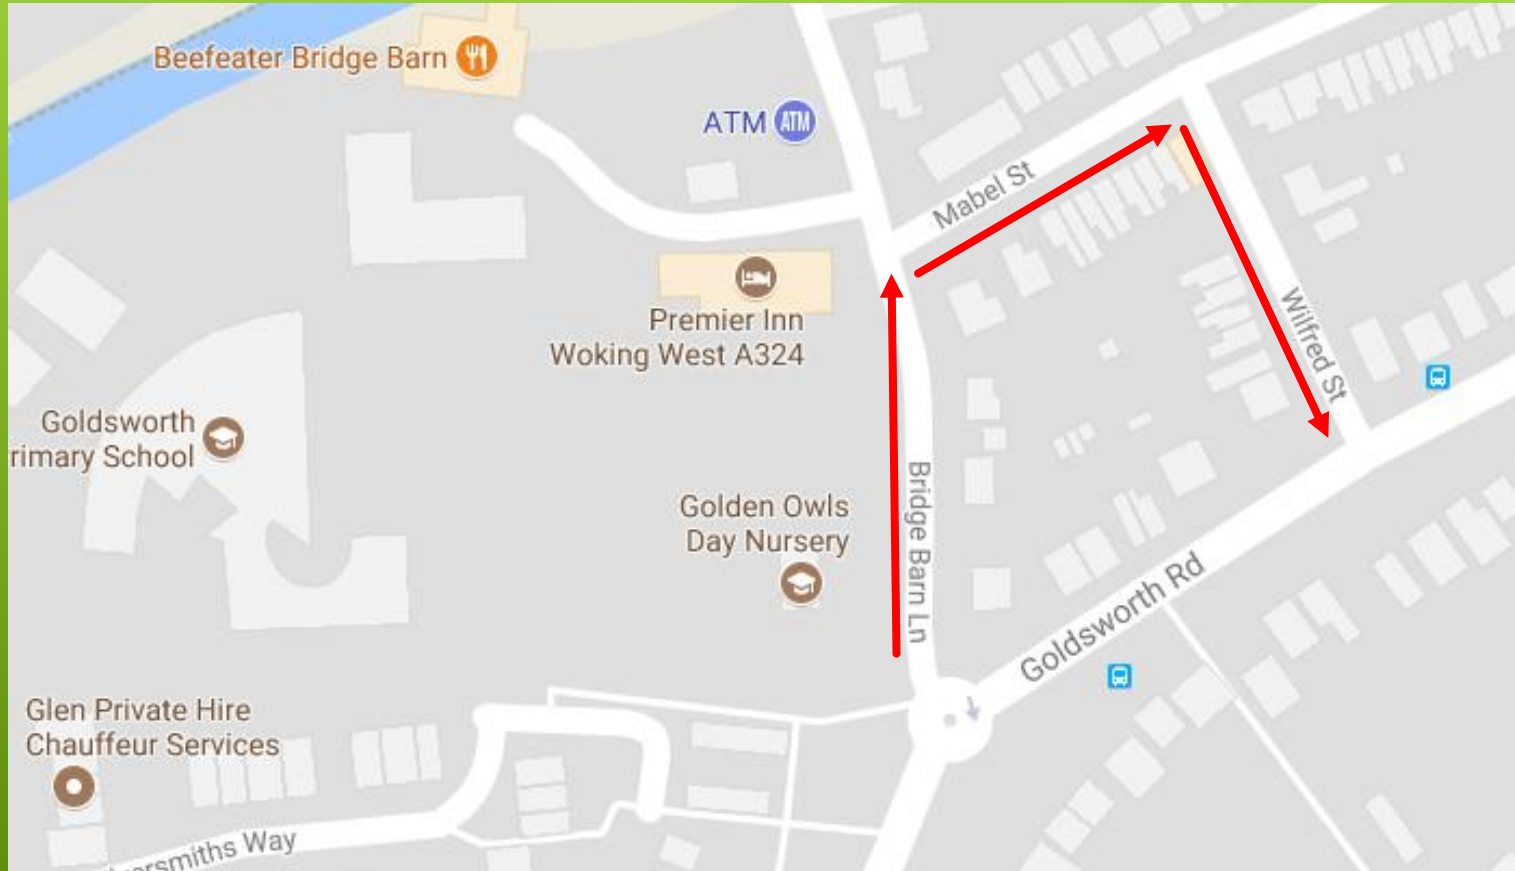 Beefeater Bridge Barn
ATM ATM
Mabel St
Premier Inn
Woking West A324
Wilfred St
Goldsworth
rimary School
Bridge Barn Ln
Golden Owls
Day Nursery
Goldsworth Rd
Glen Private Hire
Chauffeur Services
ersmiths Way